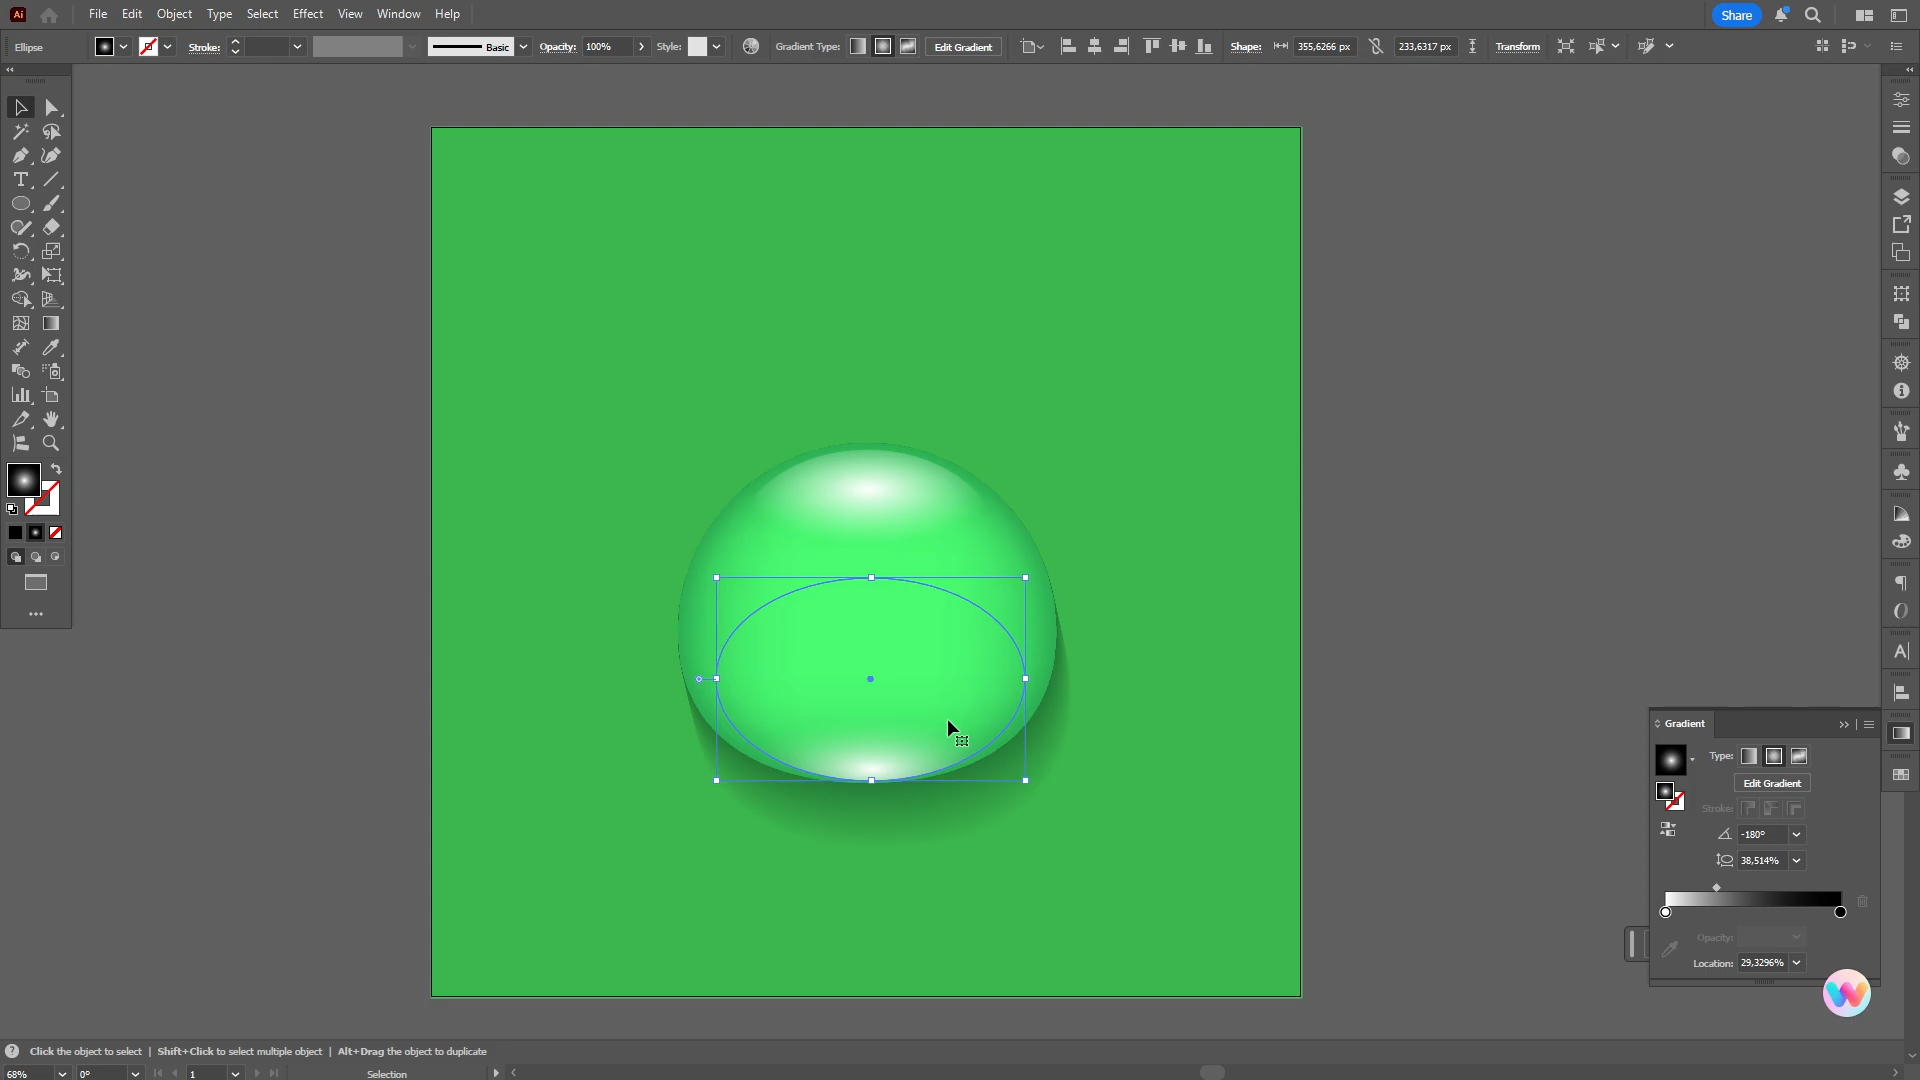 Ai File Edit Object Type Select Effect View Window Help Share
Ellipse Stroke: Basic Opacity: 100% Style: Gradient Type: Edit Gradient Shape: 355,6266 px 233,6317 px Transform
Gradient
Type:
Edit Gradient
Stroke:
-180°
38,514%
Opacity:
Location: 29,3296%
Click the object to select | Shift+Click to select multiple object | Alt+Drag the object to duplicate
68% 0° 1 Selection